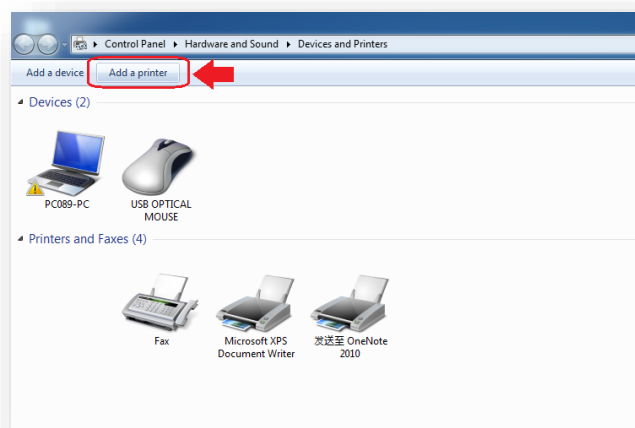 Control Panel ▸ Hardware and Sound ▸ Devices and Printers
Add a device Add a printer
Devices (2)
PC089-PC USB OPTICAL
MOUSE
Printers and Faxes (4)
Fax Microsoft XPS 发送至 OneNote
Document Writer 2010